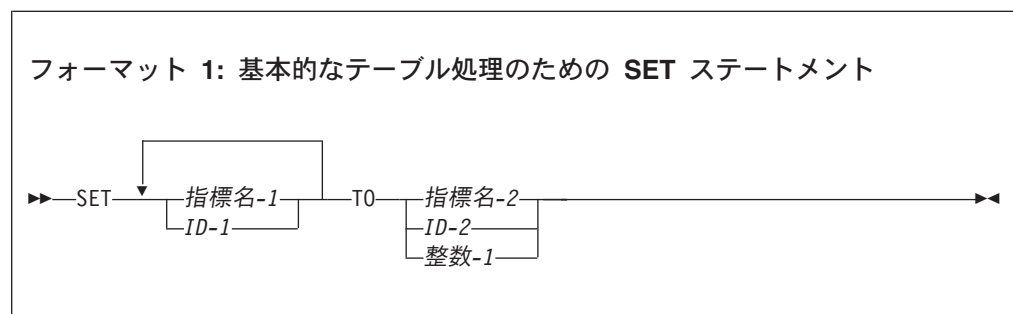 フォーマット 1: 基本的なテーブル処理のための SET ステートメント
SET 指標名-1 TO 指標名-2
ID-1 ID-2
整数-1